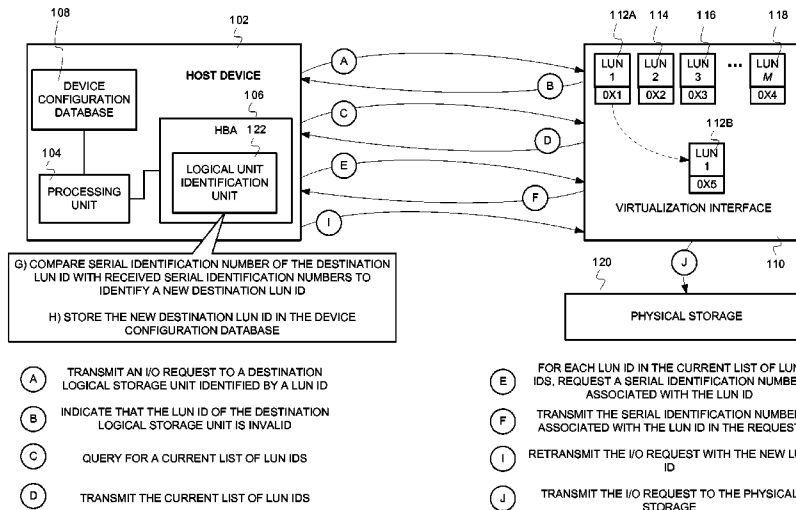 108
102
112A 114 116 118
HOST DEVICE
DEVICE
CONFIGURATION
DATABASE
106
HBA 122
LOGICAL UNIT
IDENTIFICATION
UNIT
104
PROCESSING
UNIT
A
B
C
D
E
F
I
LUN
1
0X1
LUN
2
0X2
LUN
3
0X3
...
LUN
M
0X4
112B
LUN
1
0X5
VIRTUALIZATION INTERFACE
110
J
120
PHYSICAL STORAGE
G) COMPARE SERIAL IDENTIFICATION NUMBER OF THE DESTINATION
LUN ID WITH RECEIVED SERIAL IDENTIFICATION NUMBERS TO
IDENTIFY A NEW DESTINATION LUN ID
H) STORE THE NEW DESTINATION LUN ID IN THE DEVICE
CONFIGURATION DATABASE
A TRANSMIT AN I/O REQUEST TO A DESTINATION
LOGICAL STORAGE UNIT IDENTIFIED BY A LUN ID
B INDICATE THAT THE LUN ID OF THE DESTINATION
LOGICAL STORAGE UNIT IS INVALID
C QUERY FOR A CURRENT LIST OF LUN IDS
D TRANSMIT THE CURRENT LIST OF LUN IDS
E FOR EACH LUN ID IN THE CURRENT LIST OF LUN
IDS, REQUEST A SERIAL IDENTIFICATION NUMBER
ASSOCIATED WITH THE LUN ID
F TRANSMIT THE SERIAL IDENTIFICATION NUMBER
ASSOCIATED WITH THE LUN ID IN THE REQUEST
I RETRANSMIT THE I/O REQUEST WITH THE NEW LUN
ID
J TRANSMIT THE I/O REQUEST TO THE PHYSICAL
STORAGE